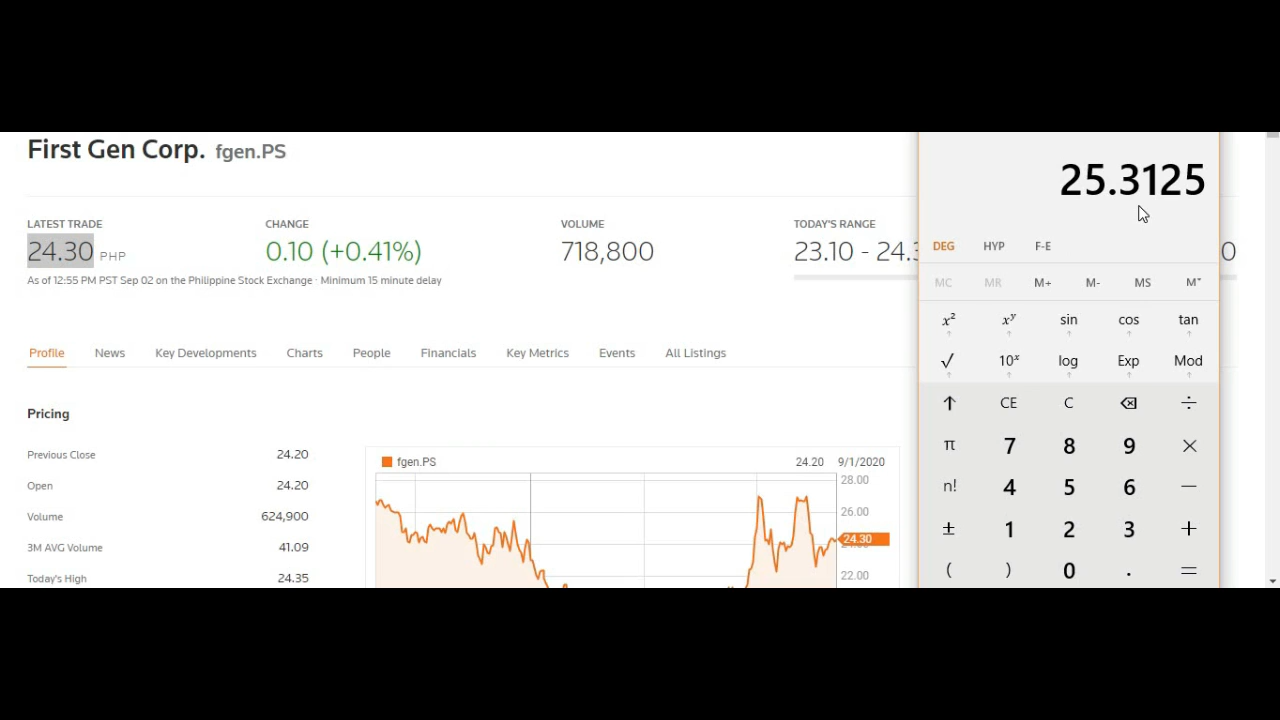 First Gen Corp. fgen.PS
LATEST TRADE CHANGE VOLUME TODAY'S RANGE
24.30 PHP 0.10 (+0.41%) 718,800 23.10 - 24.3 0
As of 12:55 PM PST Sep 02 on the Philippine Stock Exchange · Minimum 15 minute delay
Profile News Key Developments Charts People Financials Key Metrics Events All Listings
Pricing
Previous Close 24.20
Open 24.20
Volume 624,900
3M AVG Volume 41.09
Today's High 24.35
fgen.PS 24.20 9/1/2020
28.00
26.00
24.30
22.00
25.3125
DEG HYP F-E
MC MR M+ M- MS M˅
x² xʸ sin cos tan
√ 10ˣ log Exp Mod
↑ CE C ⌫ ÷
π 7 8 9 ×
n! 4 5 6 −
± 1 2 3 +
( ) 0 . =